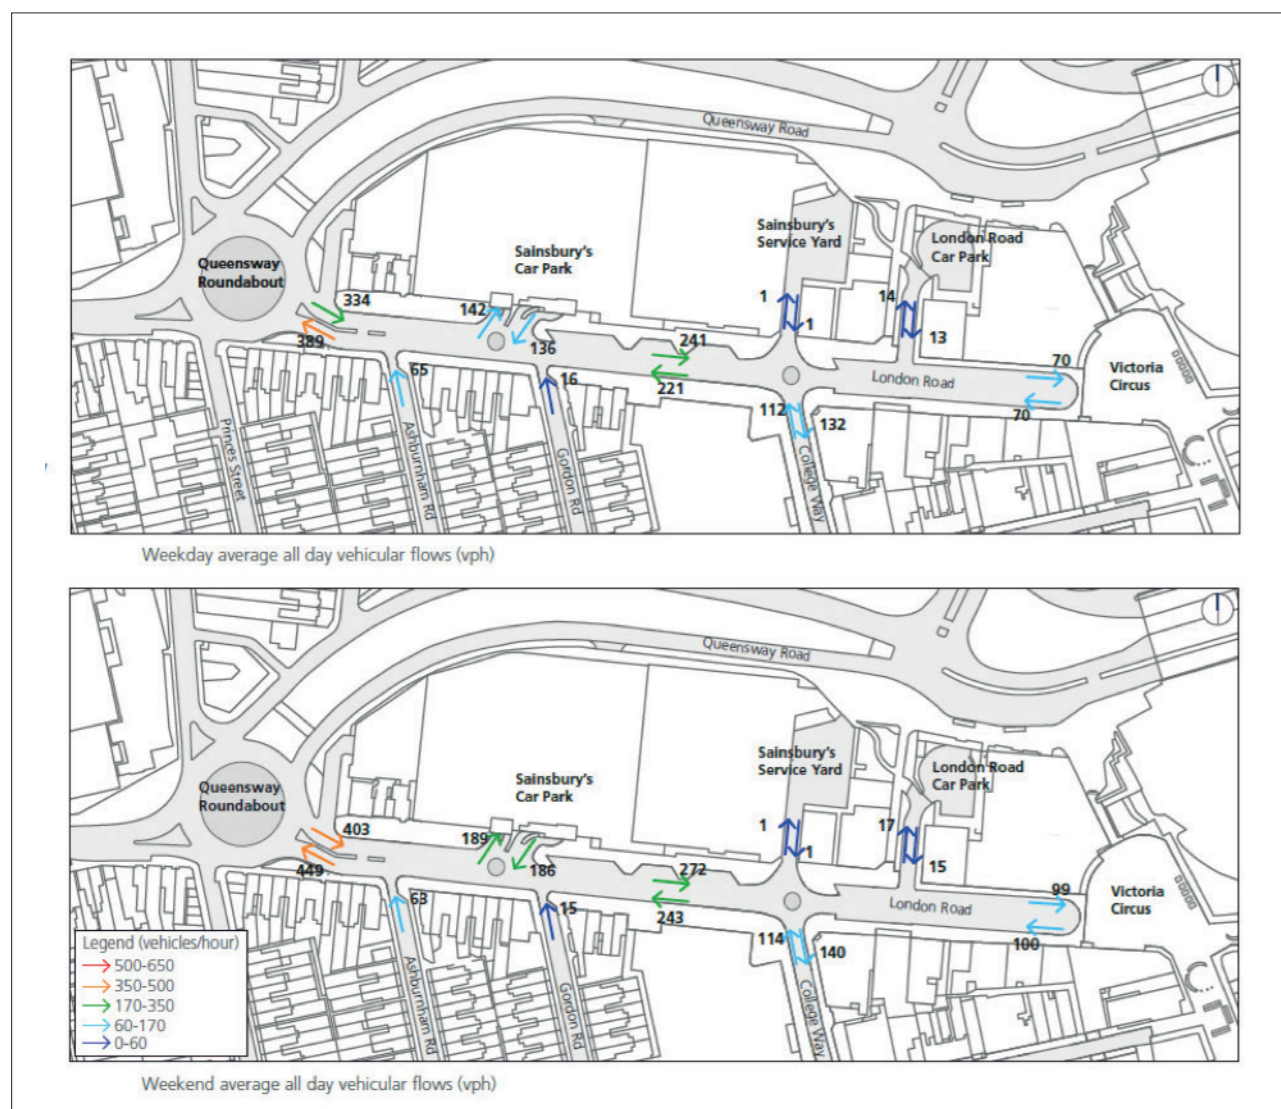 Queensway Road
Sainsbury's
Service Yard
London Road
Car Park
Sainsbury's
Car Park
Queensway
Roundabout
334
142
1
14
389
136
241
1
13
70
Victoria
Circus
65
16
221
London Road
112
132
70
Princes Street
Ashburnham Rd
Gordon Rd
College Way
Weekday average all day vehicular flows (vph)
Queensway Road
Sainsbury's
Service Yard
London Road
Car Park
Sainsbury's
Car Park
Queensway
Roundabout
403
189
1
17
449
186
272
1
15
99
Victoria
Circus
63
15
243
London Road
114
140
100
Legend (vehicles/hour)
500-650
350-500
170-350
60-170
0-60
Ashburnham Rd
Gordon Rd
College Way
Weekend average all day vehicular flows (vph)